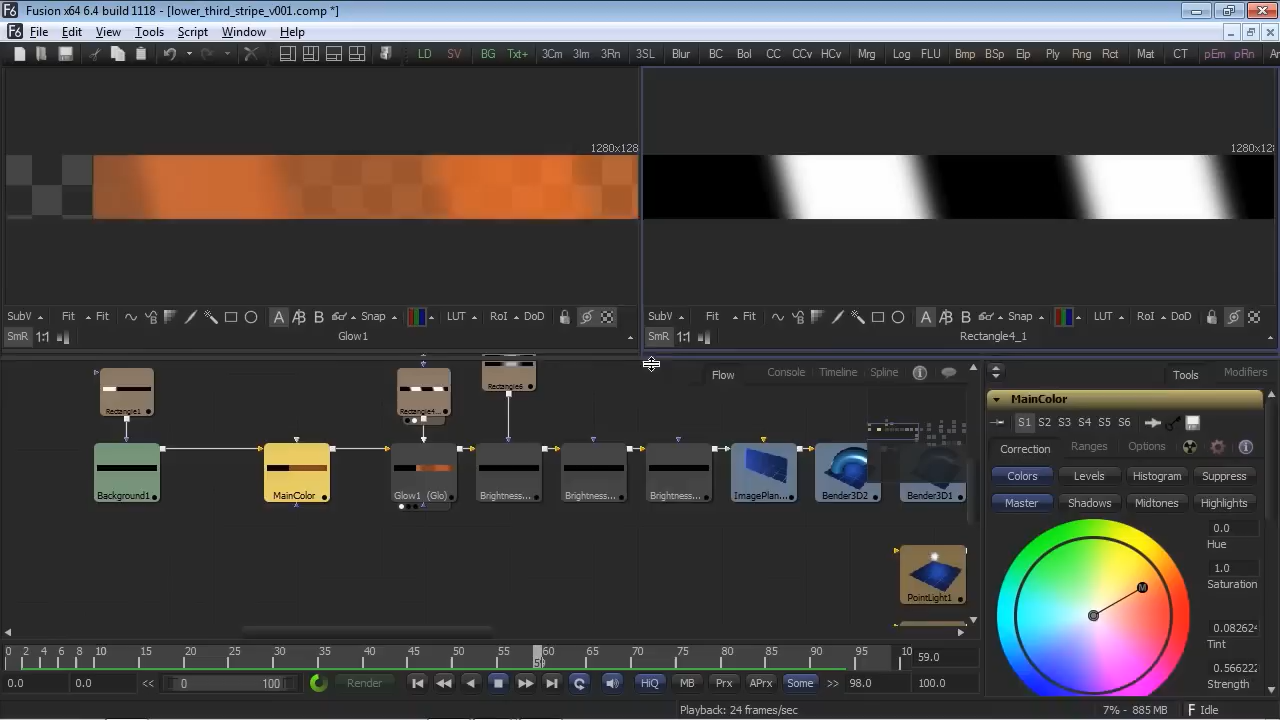 Fusion x64 6.4 build 1118 - [lower_third_stripe_v001.comp *]
File Edit View Tools Script Window Help
LD SV BG Txt+ 3Cm 3Im 3Rn 3SL Blur BC Bol CC CCv HCv Mrg Log FLU Bmp BSp Elp Ply Rng Rct Mat CT pEm pRn
1280x128
SubV Fit Fit A A B Snap LUT RoI DoD
SmR 1:1 Glow1
SubV Fit Fit A A B Snap LUT RoI DoD
SmR 1:1 Rectangle4_1
Flow Console Timeline Spline
Rectangle1 Rectangle4... Rectangle6
Background1 MainColor Glow1 (Glo) Brightness... Brightness... Brightness... ImagePlan... Bender3D2 Bender3D1
PointLight1
Tools Modifiers
MainColor
S1 S2 S3 S4 S5 S6
Correction Ranges Options
Colors Levels Histogram Suppress
Master Shadows Midtones Highlights
0.0
Hue
1.0
Saturation
M
0.082624
Tint
0.566222
Strength
0 2 4 6 8 10 15 20 25 30 35 40 45 50 55 60 65 70 75 80 85 90 95 10 59.0
0.0 0.0 << 0 100 Render HiQ MB Prx APrx Some >> 98.0 100.0
Playback: 24 frames/sec 7% - 885 MB Idle